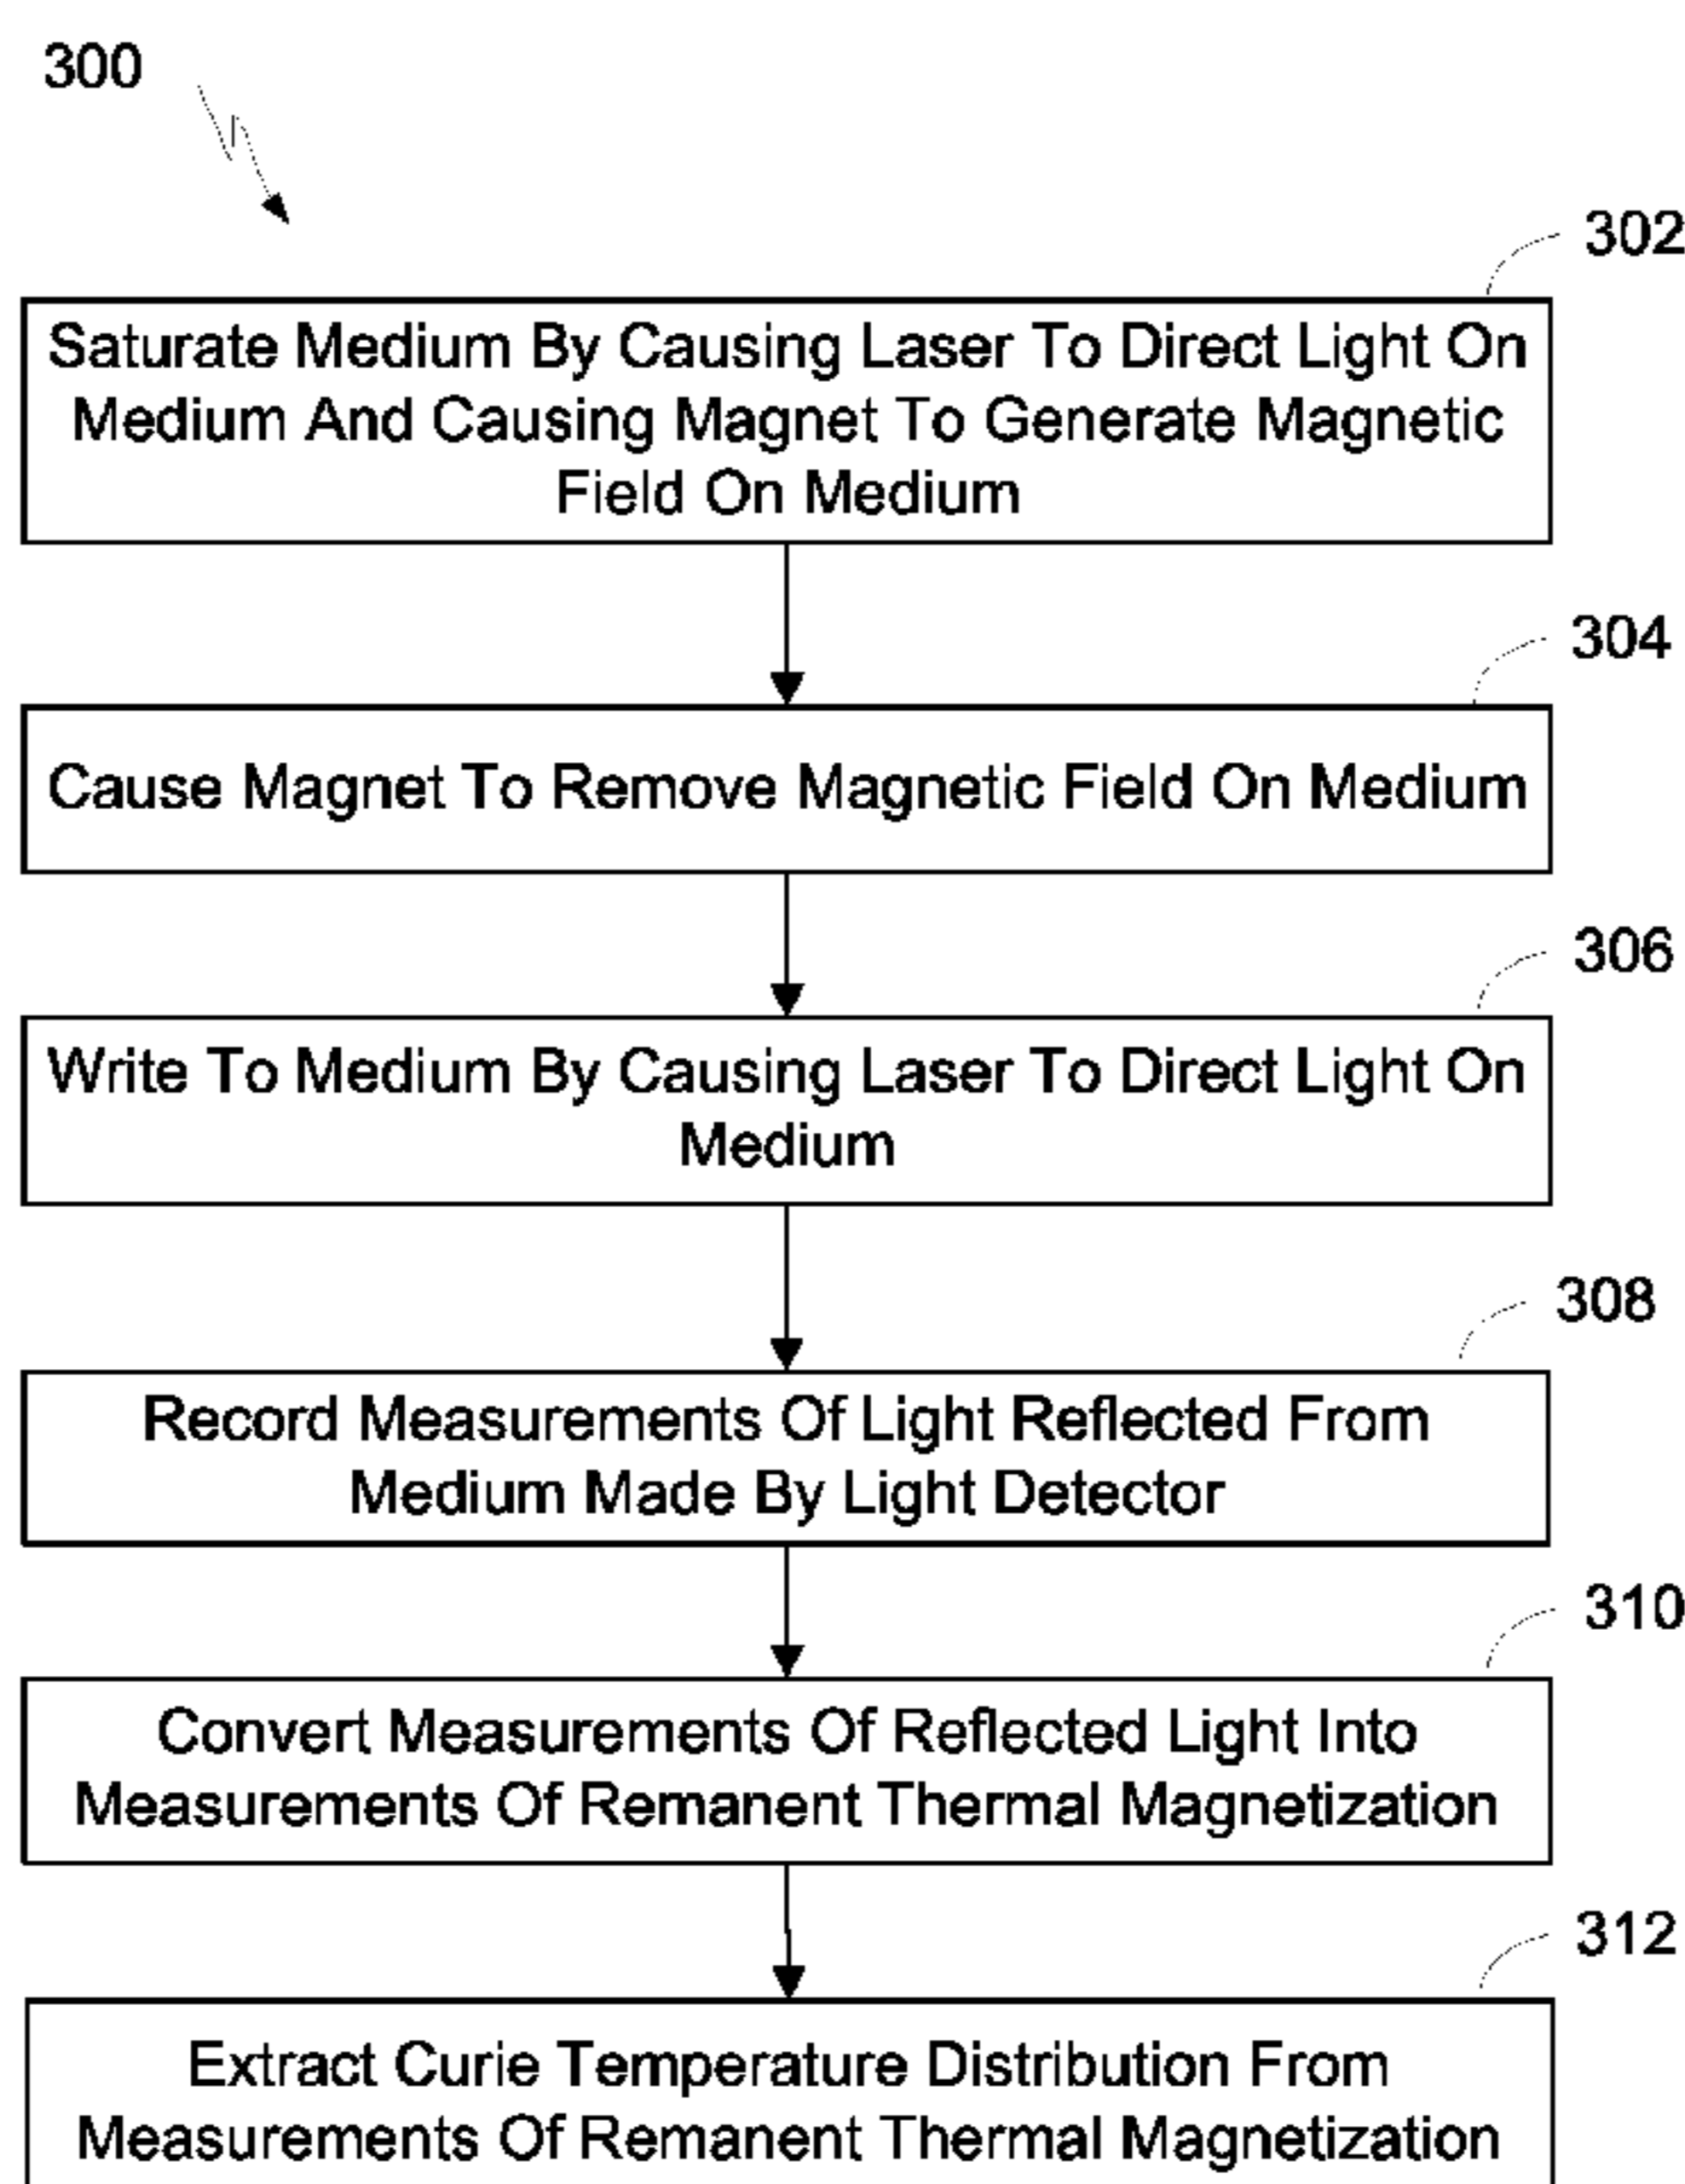 300
302
Saturate Medium By Causing Laser To Direct Light On
Medium And Causing Magnet To Generate Magnetic
Field On Medium
304
Cause Magnet To Remove Magnetic Field On Medium
306
Write To Medium By Causing Laser To Direct Light On
Medium
308
Record Measurements Of Light Reflected From
Medium Made By Light Detector
310
Convert Measurements Of Reflected Light Into
Measurements Of Remanent Thermal Magnetization
312
Extract Curie Temperature Distribution From
Measurements Of Remanent Thermal Magnetization